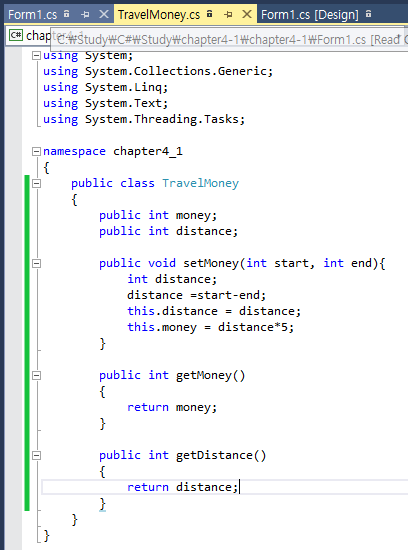 Form1.cs
TravelMoney.cs
Form1.cs [Design]
C:₩Study₩C#₩Study₩chapter4-1₩chapter4-1₩Form1.cs [Read
using System;
using System.Collections.Generic;
using System.Linq;
using System.Text;
using System.Threading.Tasks;
namespace chapter4_1
{
public class TravelMoney
{
public int money;
public int distance;
public void setMoney(int start, int end){
int distance;
distance =start-end;
this.distance = distance;
this.money = distance*5;
}
public int getMoney()
{
return money;
}
public int getDistance()
{
return distance;
}
}
}